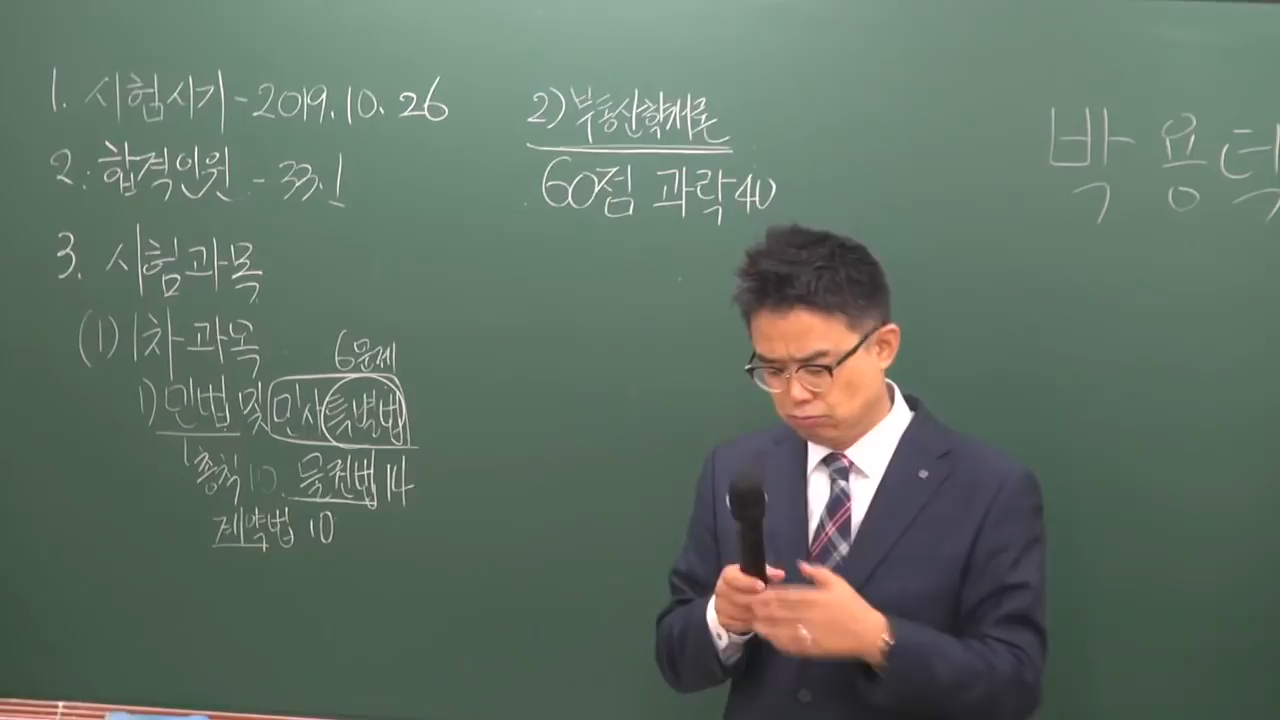 1. 시험시기 - 2019.10.26
2. 합격인원 - 33.1
3. 시험과목
(1) 1차과목
6문제
1) 민법 및 민사특별법
총칙 10. 물권법 14
계약법 10
2) 부동산학개론
60점 과락 40
박용덕